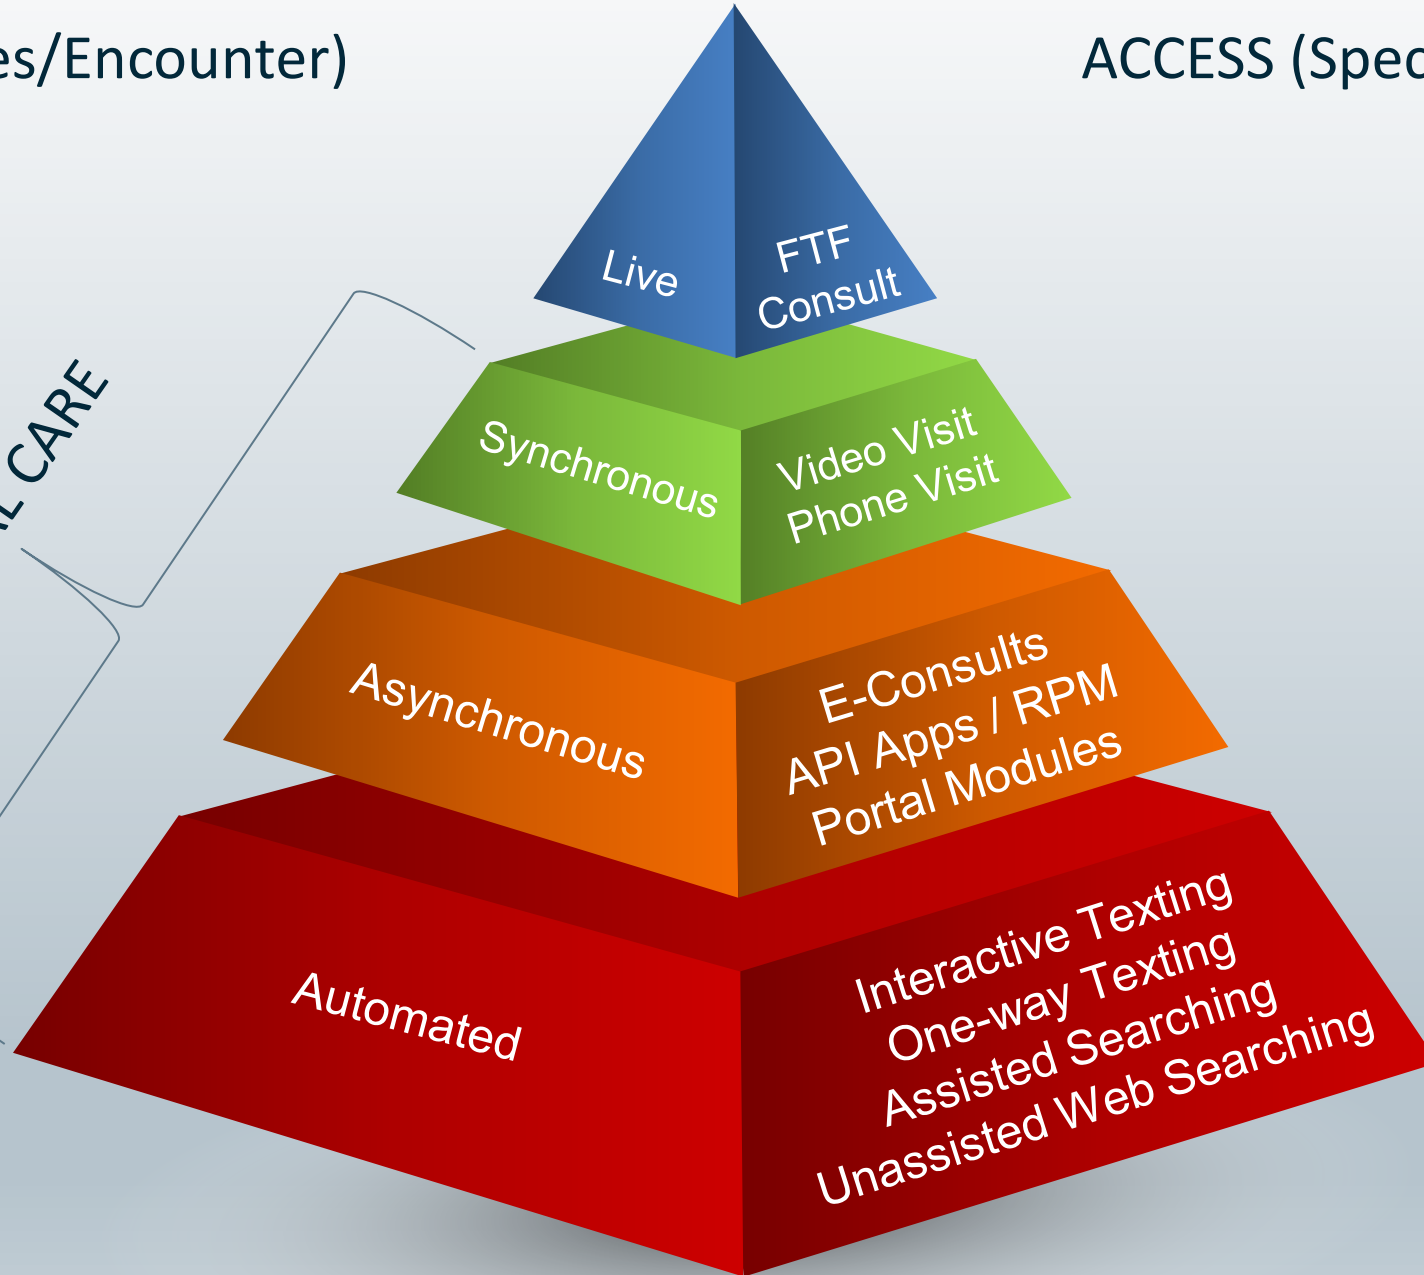 es/Encounter)
ACCESS (Spec
Live
FTF
Consult
CARE
Synchronous
Video Visit
Phone Visit
Asynchronous
E-Consults
API Apps / RPM
Portal Modules
Automated
Interactive Texting
One-way Texting
Assisted Searching
Unassisted Web Searching